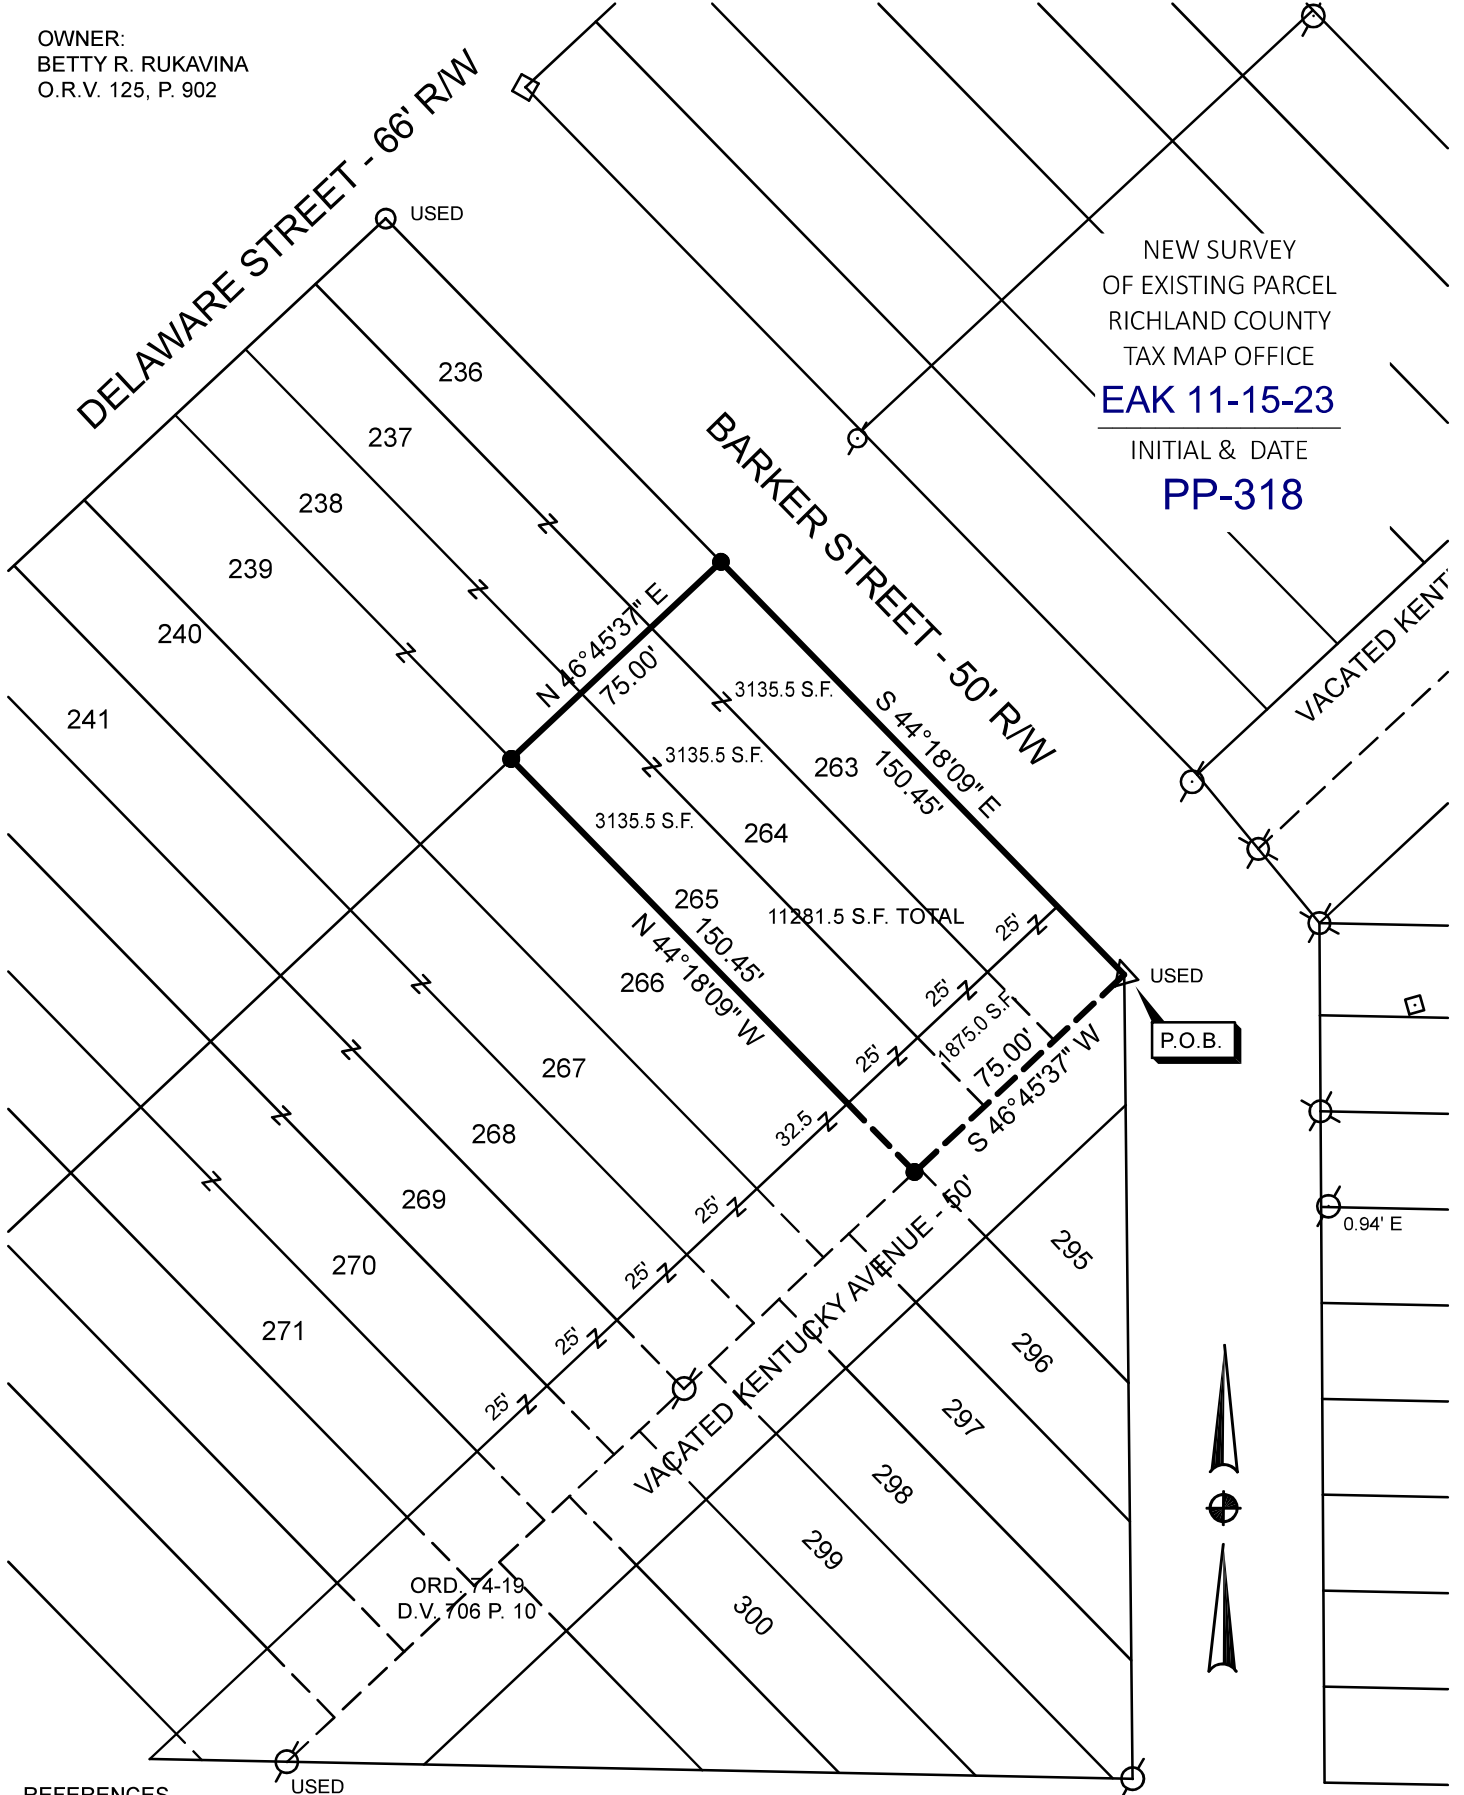 OWNER:
BETTY R. RUKAVINA
O.R.V. 125, P. 902
DELAWARE STREET - 66' R/W
USED
NEW SURVEY
OF EXISTING PARCEL
RICHLAND COUNTY
TAX MAP OFFICE
EAK 11-15-23
INITIAL & DATE
PP-318
236
237
238
239
240
241
BARKER STREET - 50' R/W
N 46°45'37" E
75.00'
S 44°18'09" E
150.45'
VACATED KENT
3135.5 S.F.
3135.5 S.F.
3135.5 S.F.
263
264
265
11281.5 S.F. TOTAL
N 44°18'09" W
150.45'
266
267
268
269
270
271
25'
25'
25'
32.5
25'
25'
25'
25'
1875.0 S.F.
75.00'
S 46°45'37" W
USED
P.O.B.
0.94' E
VACATED KENTUCKY AVENUE - 50'
295
296
297
298
299
300
ORD. 74-19
D.V. 706 P. 10
USED
REFERENCES